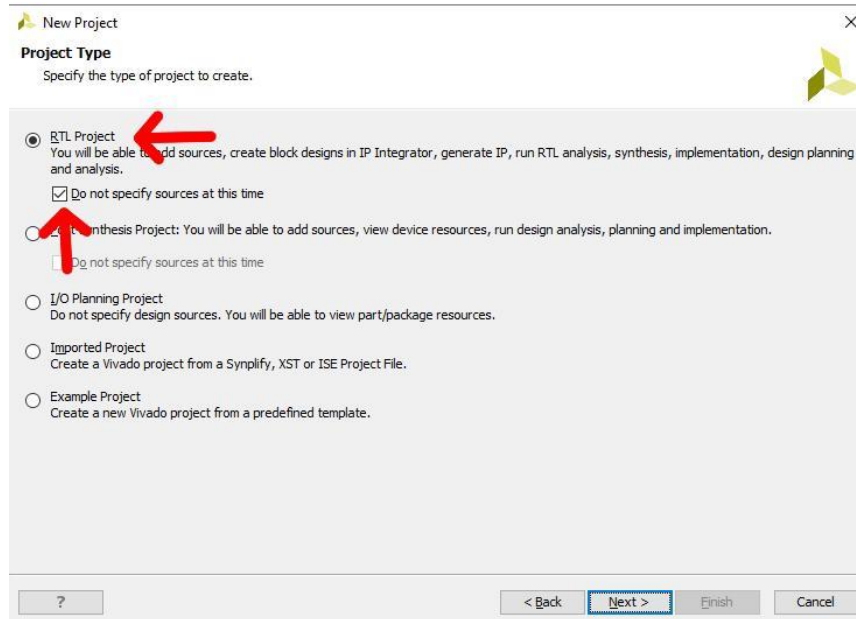 New Project
Project Type
Specify the type of project to create.
RTL Project
You will be able to add sources, create block designs in IP Integrator, generate IP, run RTL analysis, synthesis, implementation, design planning
and analysis.
Do not specify sources at this time
Synthesis Project: You will be able to add sources, view device resources, run design analysis, planning and implementation.
Do not specify sources at this time
I/O Planning Project
Do not specify design sources. You will be able to view part/package resources.
Imported Project
Create a Vivado project from a Synplify, XST or ISE Project File.
Example Project
Create a new Vivado project from a predefined template.
? < Back Next > Finish Cancel